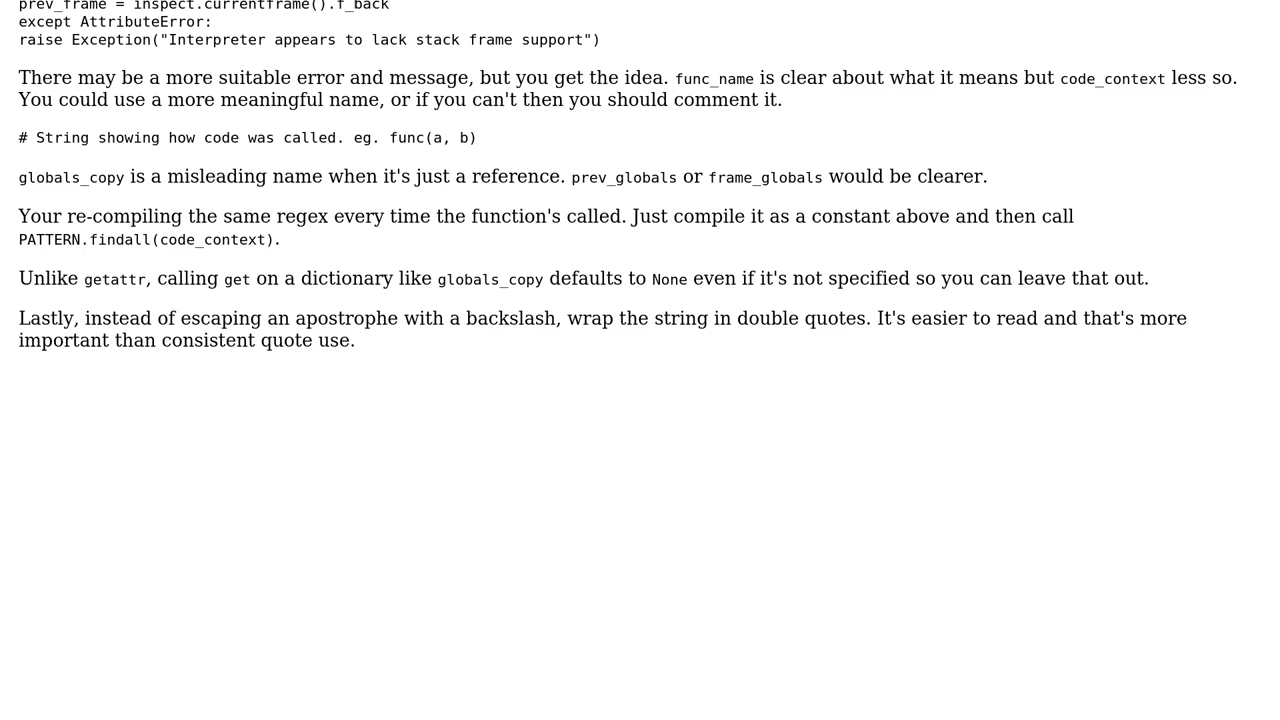 prev_frame = inspect.currentframe().f_back
except AttributeError:
raise Exception("Interpreter appears to lack stack frame support")
There may be a more suitable error and message, but you get the idea. func_name is clear about what it means but code_context less so.
You could use a more meaningful name, or if you can't then you should comment it.
# String showing how code was called. eg. func(a, b)
globals_copy is a misleading name when it's just a reference. prev_globals or frame_globals would be clearer.
Your re-compiling the same regex every time the function's called. Just compile it as a constant above and then call
PATTERN.findall(code_context).
Unlike getattr, calling get on a dictionary like globals_copy defaults to None even if it's not specified so you can leave that out.
Lastly, instead of escaping an apostrophe with a backslash, wrap the string in double quotes. It's easier to read and that's more
important than consistent quote use.